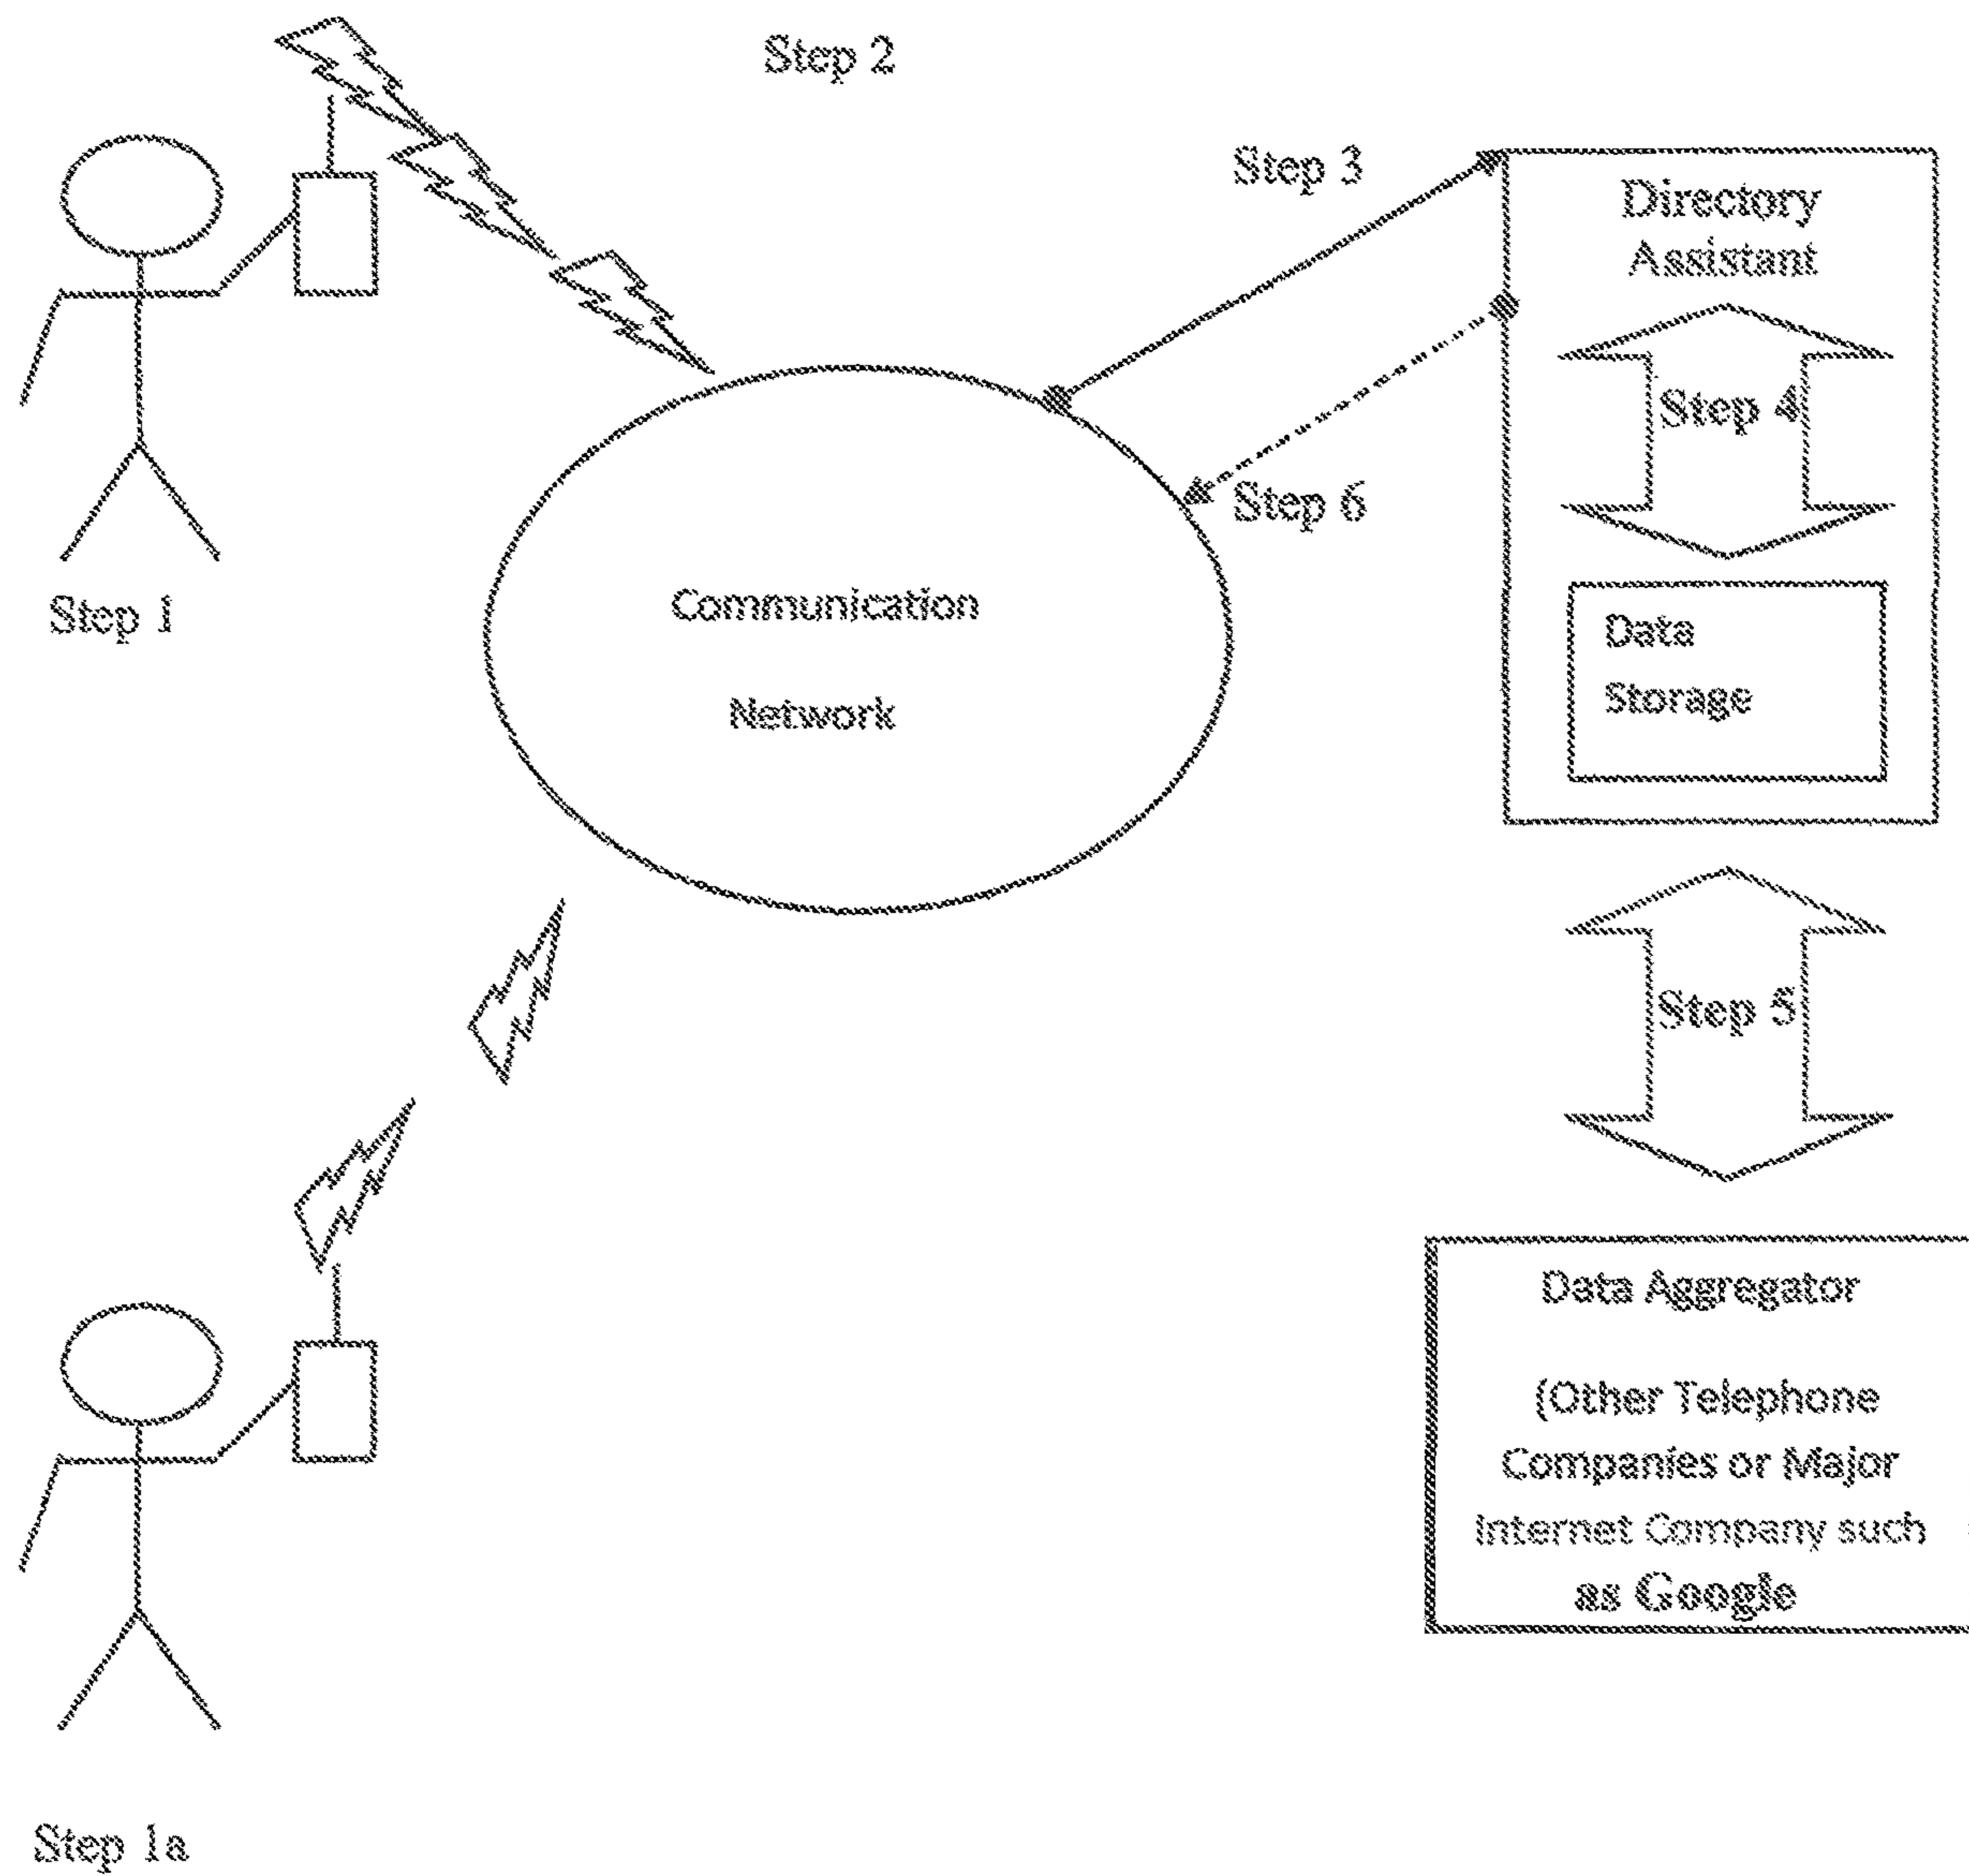 Step 2
Step 3
Directory
Assistant
Step 4
Step 6
Step 1
Communication
Network
Data
Storage
Step 5
Data Aggregator
(Other Telephone
Companies or Major
Internet Company such
as Google
Step 1a